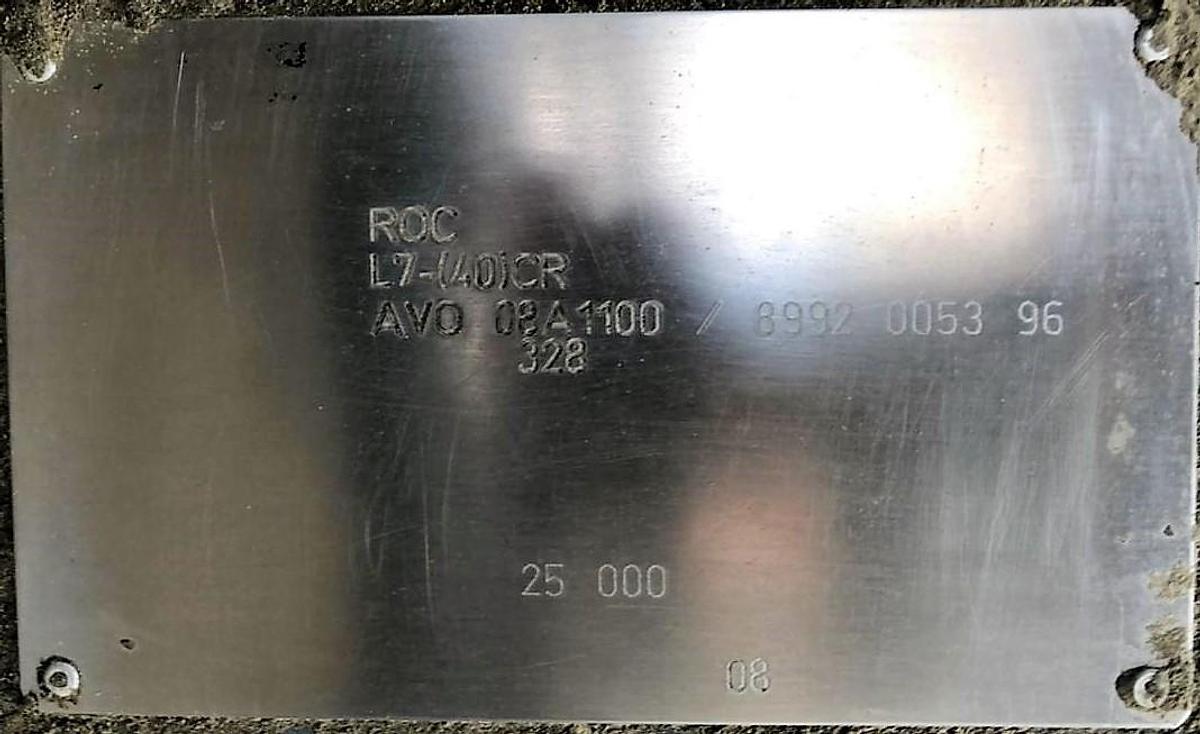 ROC
L7-(40)CR
AVO 08A1100 / 8992 0053 96
328
25 000
08